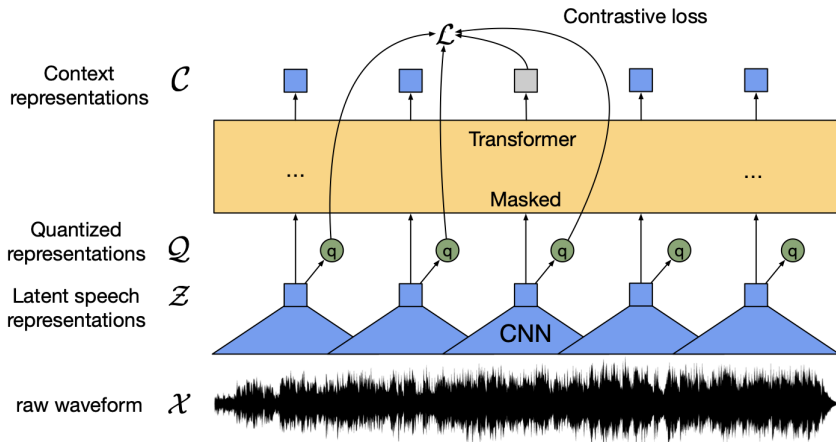 Contrastive loss
ℒ
Context
representations
𝒞
Transformer
...
...
Masked
Quantized
representations
𝒬
q
q
q
q
q
Latent speech
representations
𝒵
CNN
raw waveform
𝒳